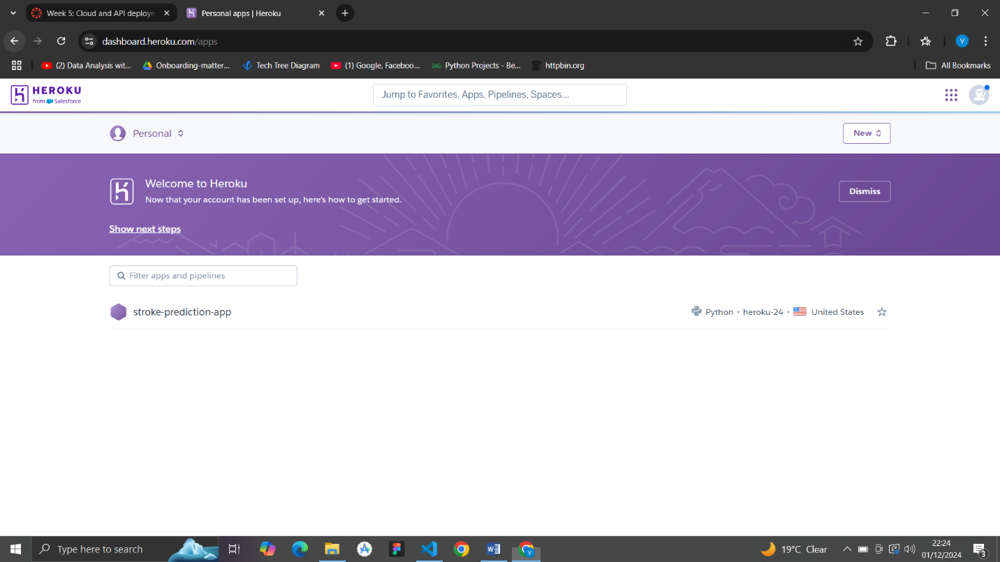 Week 5: Cloud and API deploym
Personal apps | Heroku
dashboard.heroku.com/apps
V
(2) Data Analysis wit...
Onboarding-matter...
Tech Tree Diagram
(1) Google, Faceboo...
Python Projects - Be...
httpbin.org
All Bookmarks
HEROKU
from Salesforce
Jump to Favorites, Apps, Pipelines, Spaces...
Personal
New
Welcome to Heroku
Now that your account has been set up, here's how to get started.
Dismiss
Show next steps
Filter apps and pipelines
stroke-prediction-app
Python · heroku-24 · United States
Type here to search
19°C Clear
22:24
01/12/2024
3